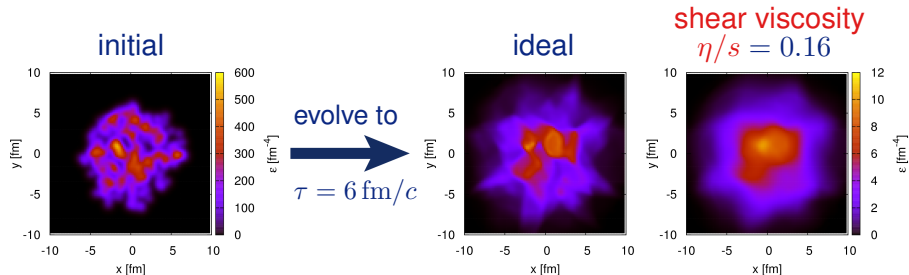 initial
10
5
0
-5
-10
y [fm]
-10 -5 0 5 10
x [fm]
600
500
400
300
200
100
0
ε [fm⁻⁴]
evolve to
τ = 6 fm/c
ideal
10
5
0
-5
-10
y [fm]
-10 -5 0 5 10
x [fm]
shear viscosity
η/s = 0.16
10
5
0
-5
-10
y [fm]
-10 -5 0 5 10
x [fm]
12
10
8
6
4
2
0
ε [fm⁻⁴]